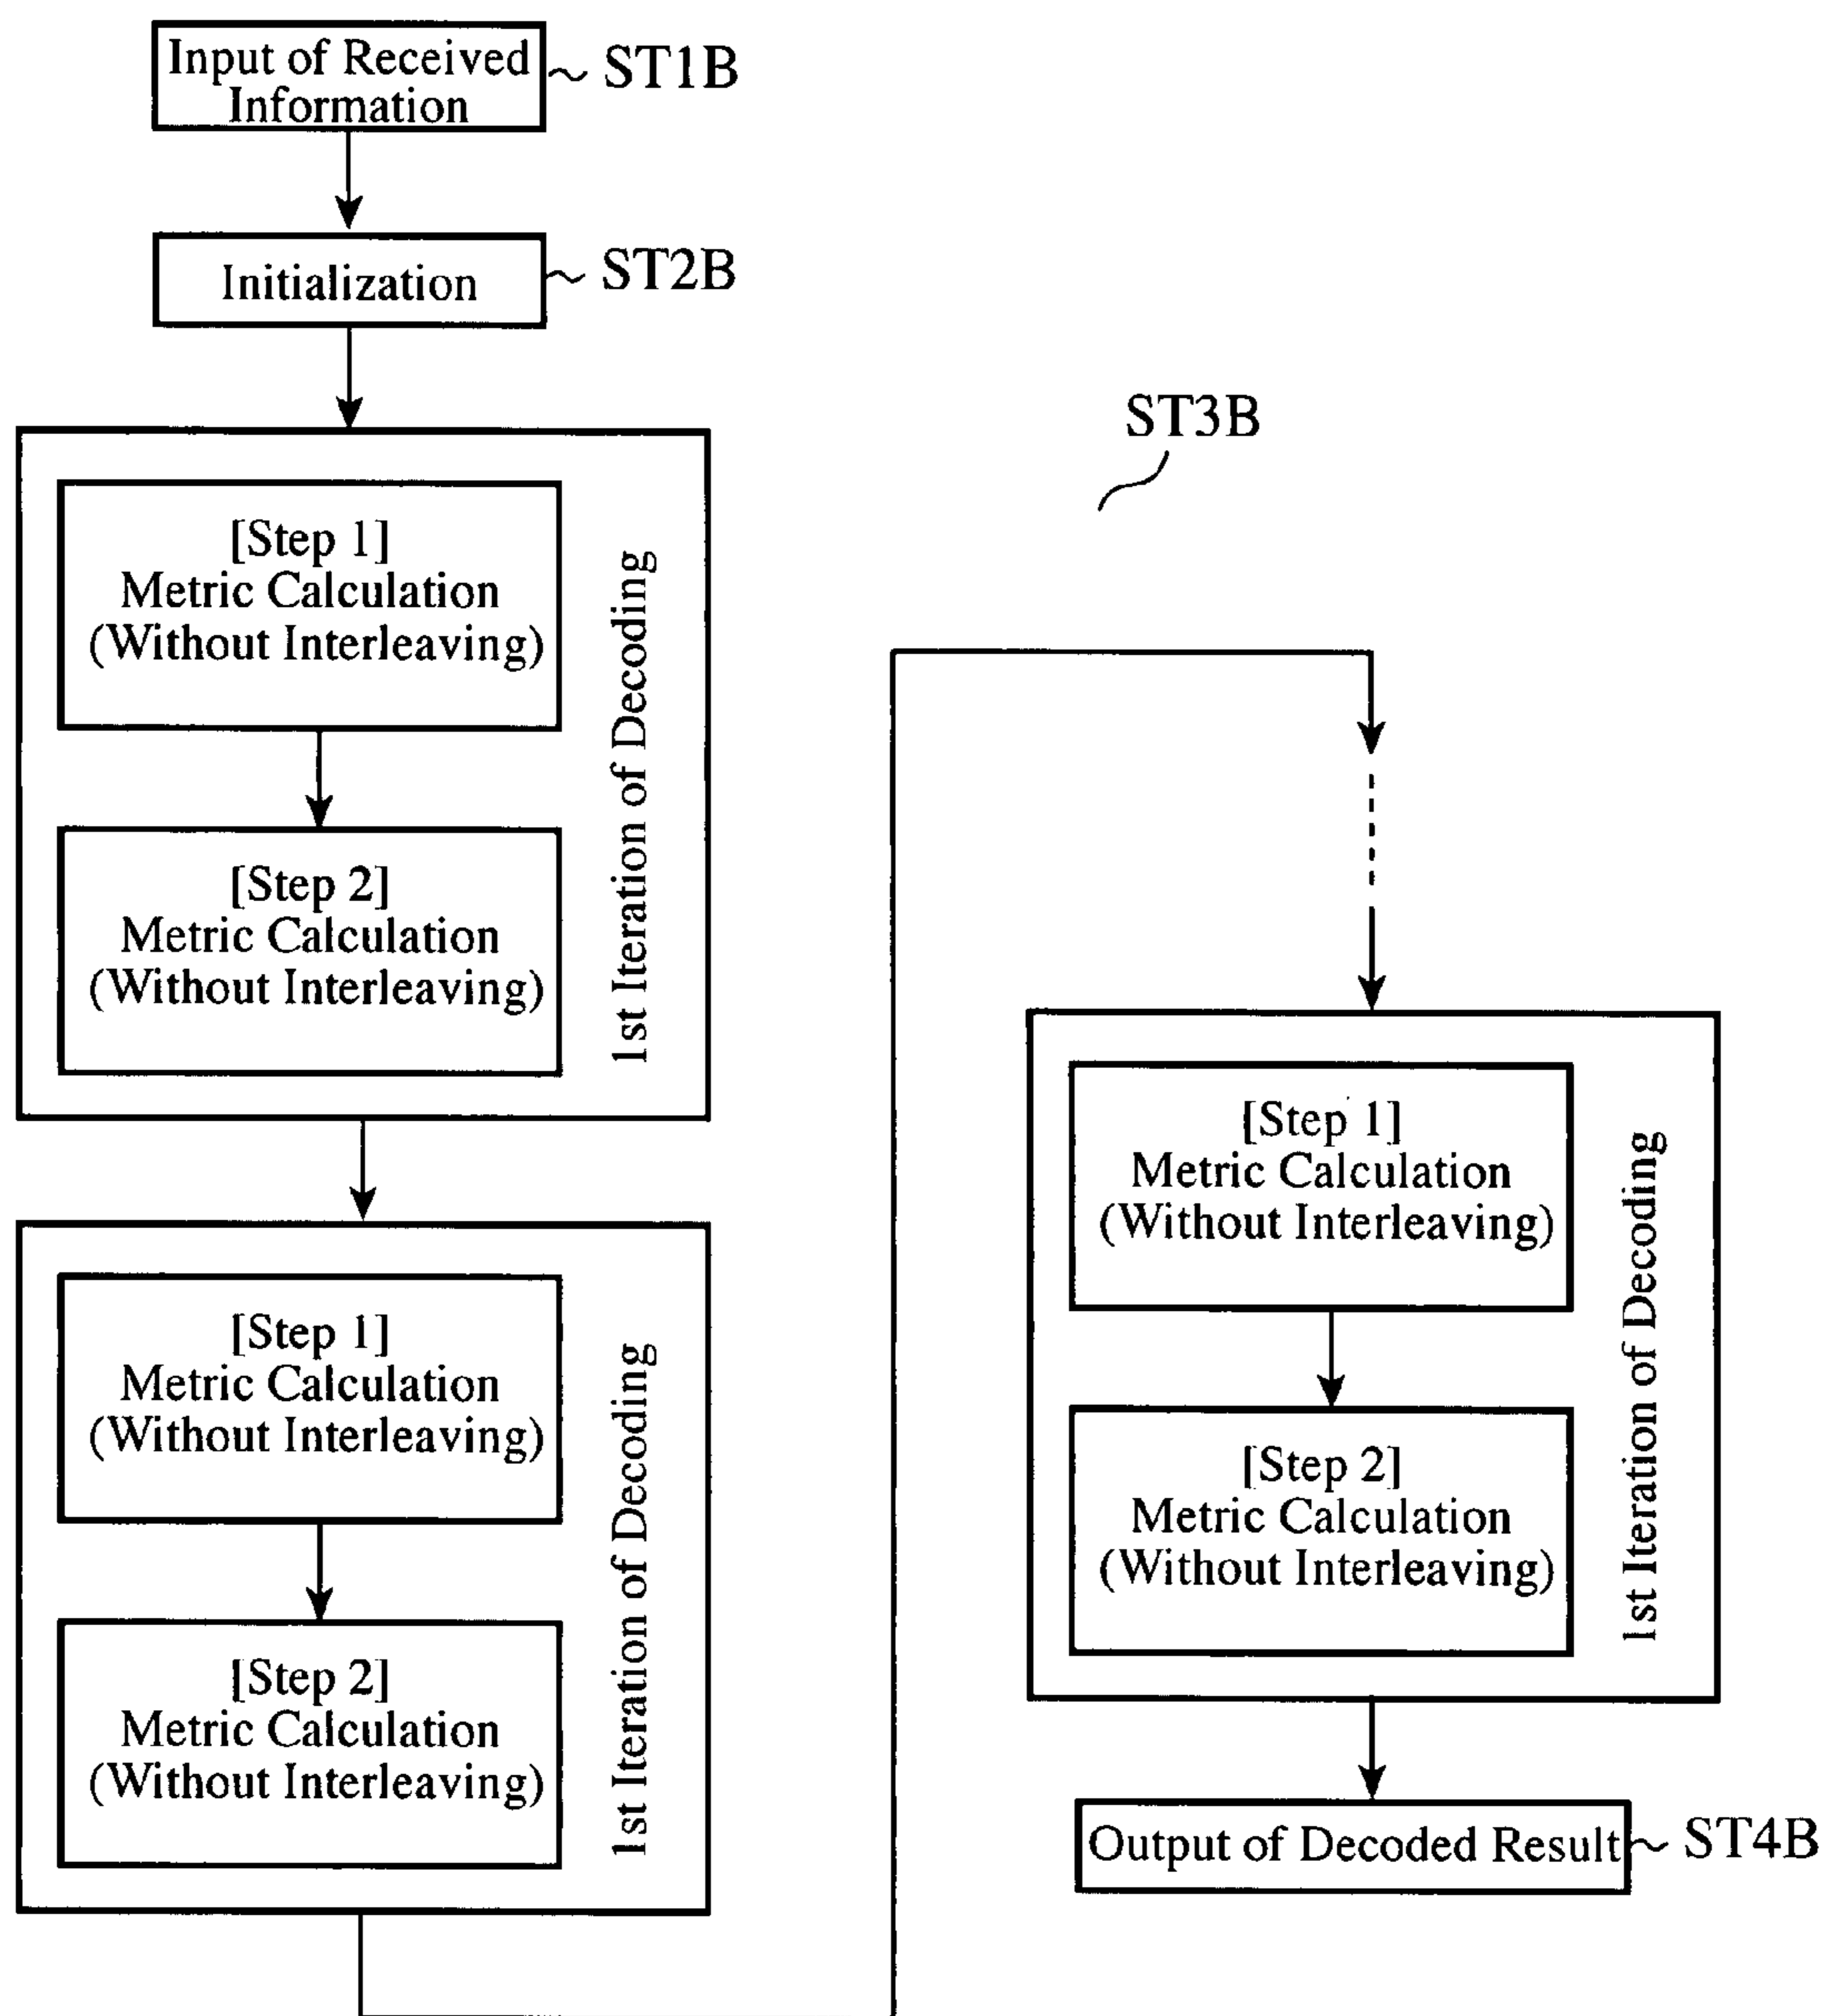 Input of Received
Information
ST1B
Initialization
ST2B
ST3B
[Step 1]
Metric Calculation
(Without Interleaving)
[Step 2]
Metric Calculation
(Without Interleaving)
1st Iteration of Decoding
[Step 1]
Metric Calculation
(Without Interleaving)
[Step 2]
Metric Calculation
(Without Interleaving)
1st Iteration of Decoding
[Step 1]
Metric Calculation
(Without Interleaving)
[Step 2]
Metric Calculation
(Without Interleaving)
1st Iteration of Decoding
Output of Decoded Result
ST4B